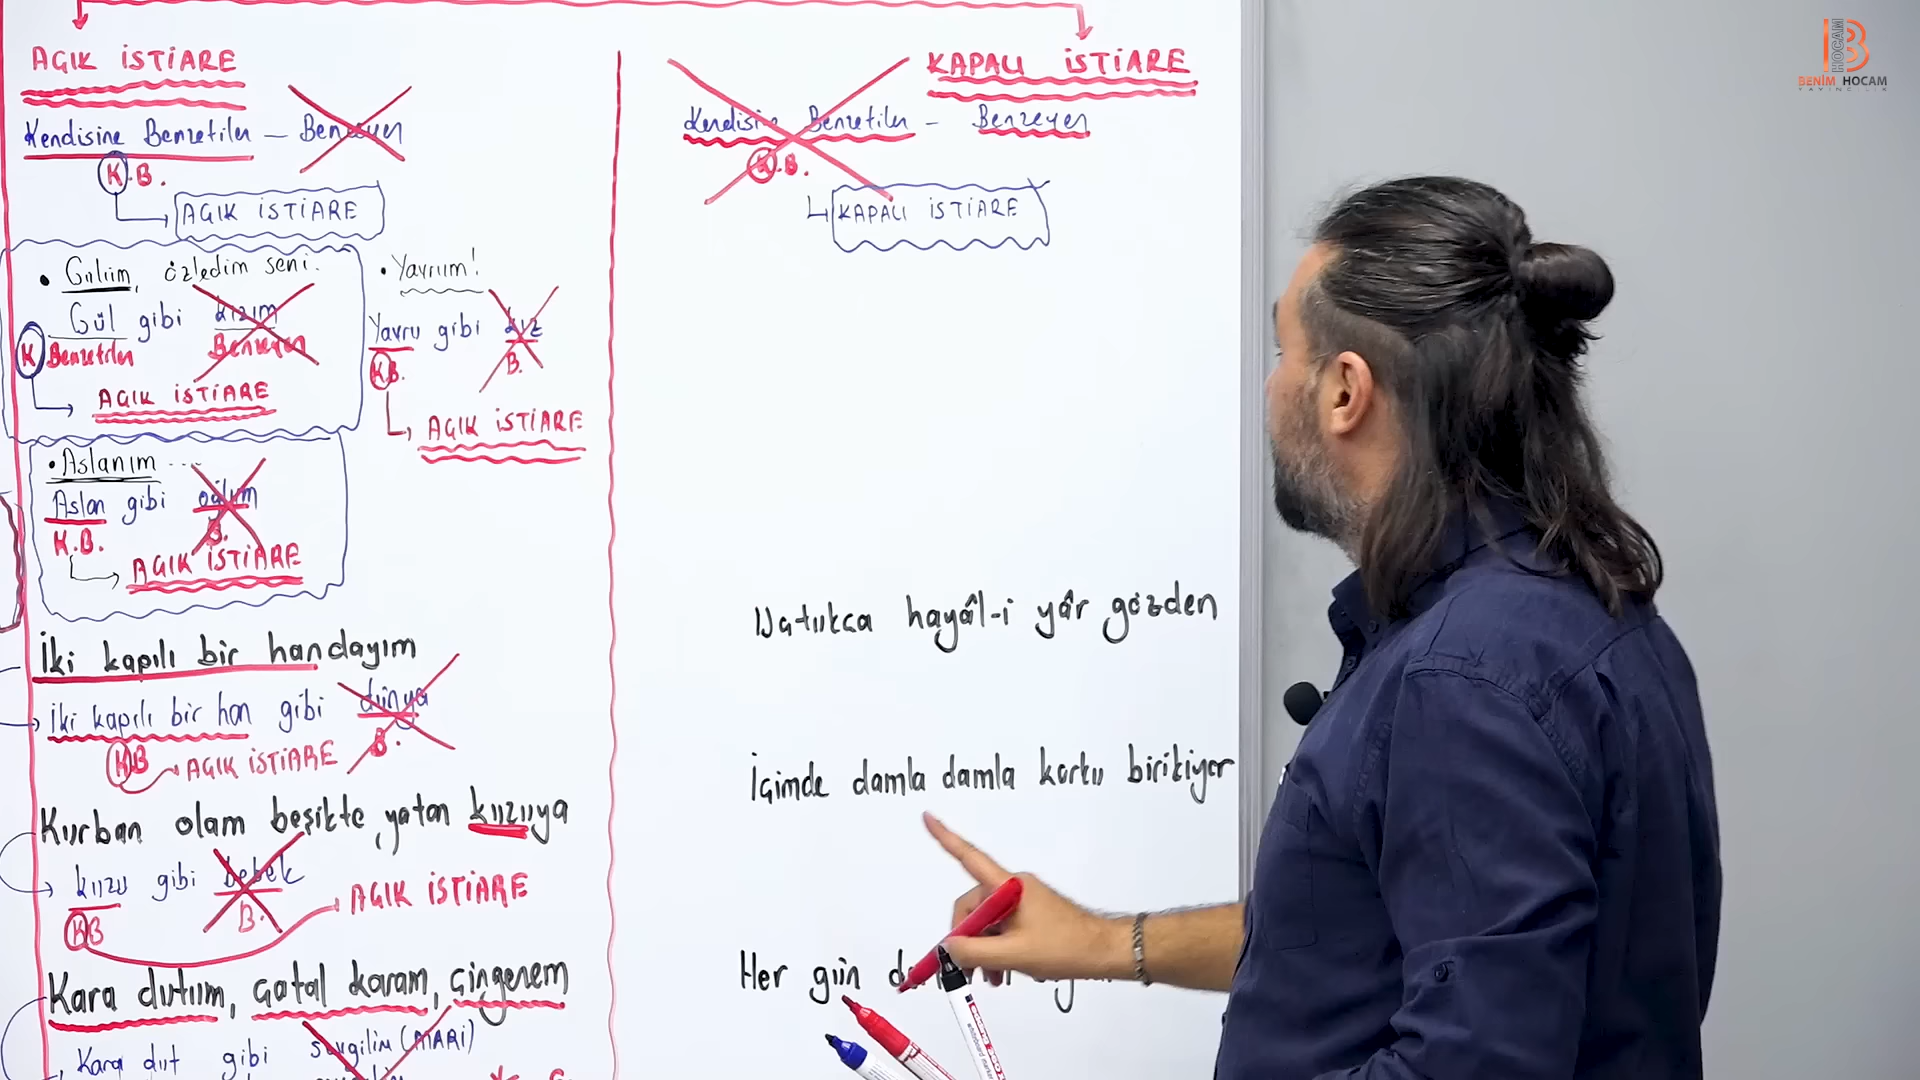 AÇIK İSTİARE
Kendisine Benzetilen – Benzeyen
K.B.
AÇIK İSTİARE
• Gülüm, özledim seni.
Gül gibi kızım
K Benzetilen Benzeyen
AÇIK İSTİARE
• Yavrum!
Yavru gibi kız
K.B. B.
AÇIK İSTİARE
• Aslanım ....
Aslan gibi oğlum
K.B. B.
AÇIK İSTİARE
İki kapılı bir handayım
İki kapılı bir han gibi dünya
KB B.
AÇIK İSTİARE
Kurban olam beşikte yatan kuzuya
kuzu gibi bebek
KB B.
AÇIK İSTİARE
Kara dutum, çatal karam, çingenem
Kara dut gibi sevgilim (MARİ)
KAPALI İSTİARE
Kendisine Benzetilen – Benzeyen
K.B.
KAPALI İSTİARE
hayâl-i yâr gözden
İçimde damla damla korku birikiyor
Her gün
BENİM HOCAM
YAYINCILIK